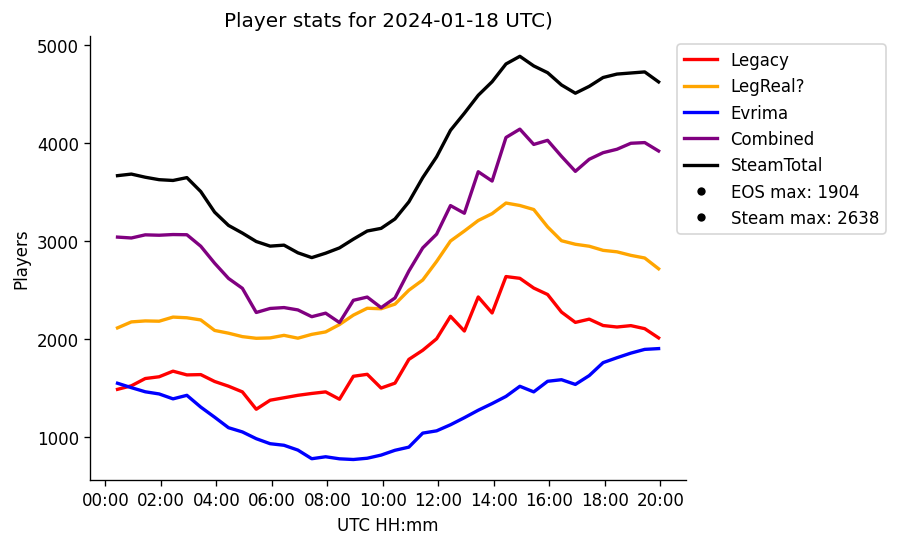 Player stats for 2024-01-18 UTC)
5000
4000
3000
2000
1000
Players
00:00 02:00 04:00 06:00 08:00 10:00 12:00 14:00 16:00 18:00 20:00
UTC HH:mm
Legacy
LegReal?
Evrima
Combined
SteamTotal
EOS max: 1904
Steam max: 2638